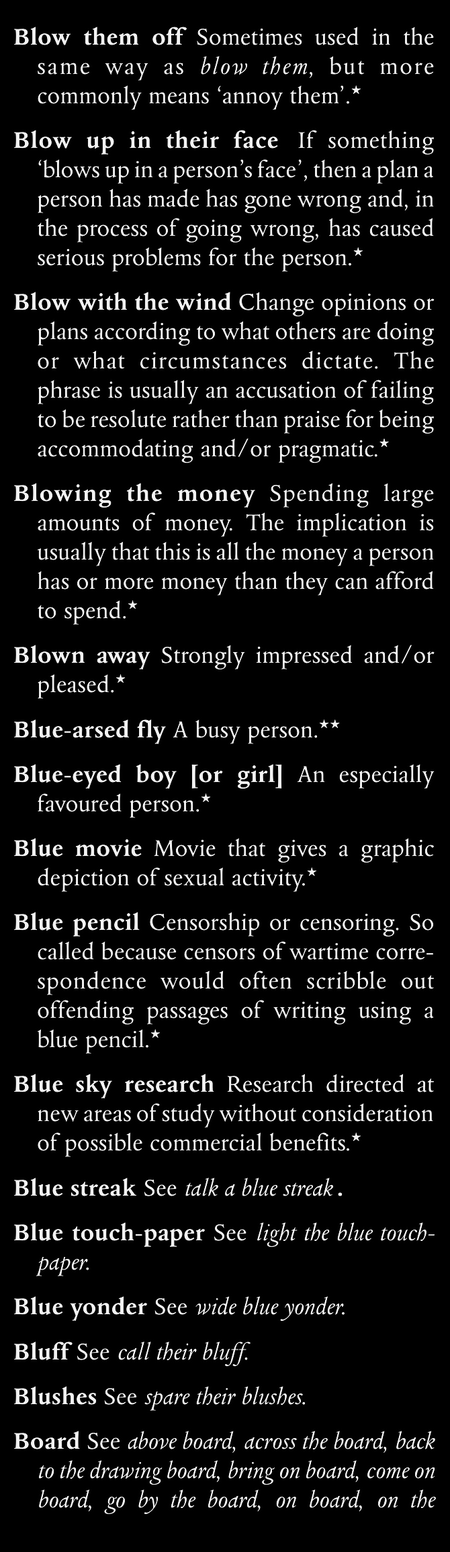 Blow them off Sometimes used in the
same way as blow them, but more
commonly means ‘annoy them’.★
Blow up in their face If something
‘blows up in a person’s face’, then a plan a
person has made has gone wrong and, in
the process of going wrong, has caused
serious problems for the person.★
Blow with the wind Change opinions or
plans according to what others are doing
or what circumstances dictate. The
phrase is usually an accusation of failing
to be resolute rather than praise for being
accommodating and/or pragmatic.★
Blowing the money Spending large
amounts of money. The implication is
usually that this is all the money a person
has or more money than they can afford
to spend.★
Blown away Strongly impressed and/or
pleased.★
Blue-arsed fly A busy person.★★
Blue-eyed boy [or girl] An especially
favoured person.★
Blue movie Movie that gives a graphic
depiction of sexual activity.★
Blue pencil Censorship or censoring. So
called because censors of wartime corre-
spondence would often scribble out
offending passages of writing using a
blue pencil.★
Blue sky research Research directed at
new areas of study without consideration
of possible commercial benefits.★
Blue streak See talk a blue streak.
Blue touch-paper See light the blue touch-
paper.
Blue yonder See wide blue yonder.
Bluff See call their bluff.
Blushes See spare their blushes.
Board See above board, across the board, back
to the drawing board, bring on board, come on
board, go by the board, on board, on the